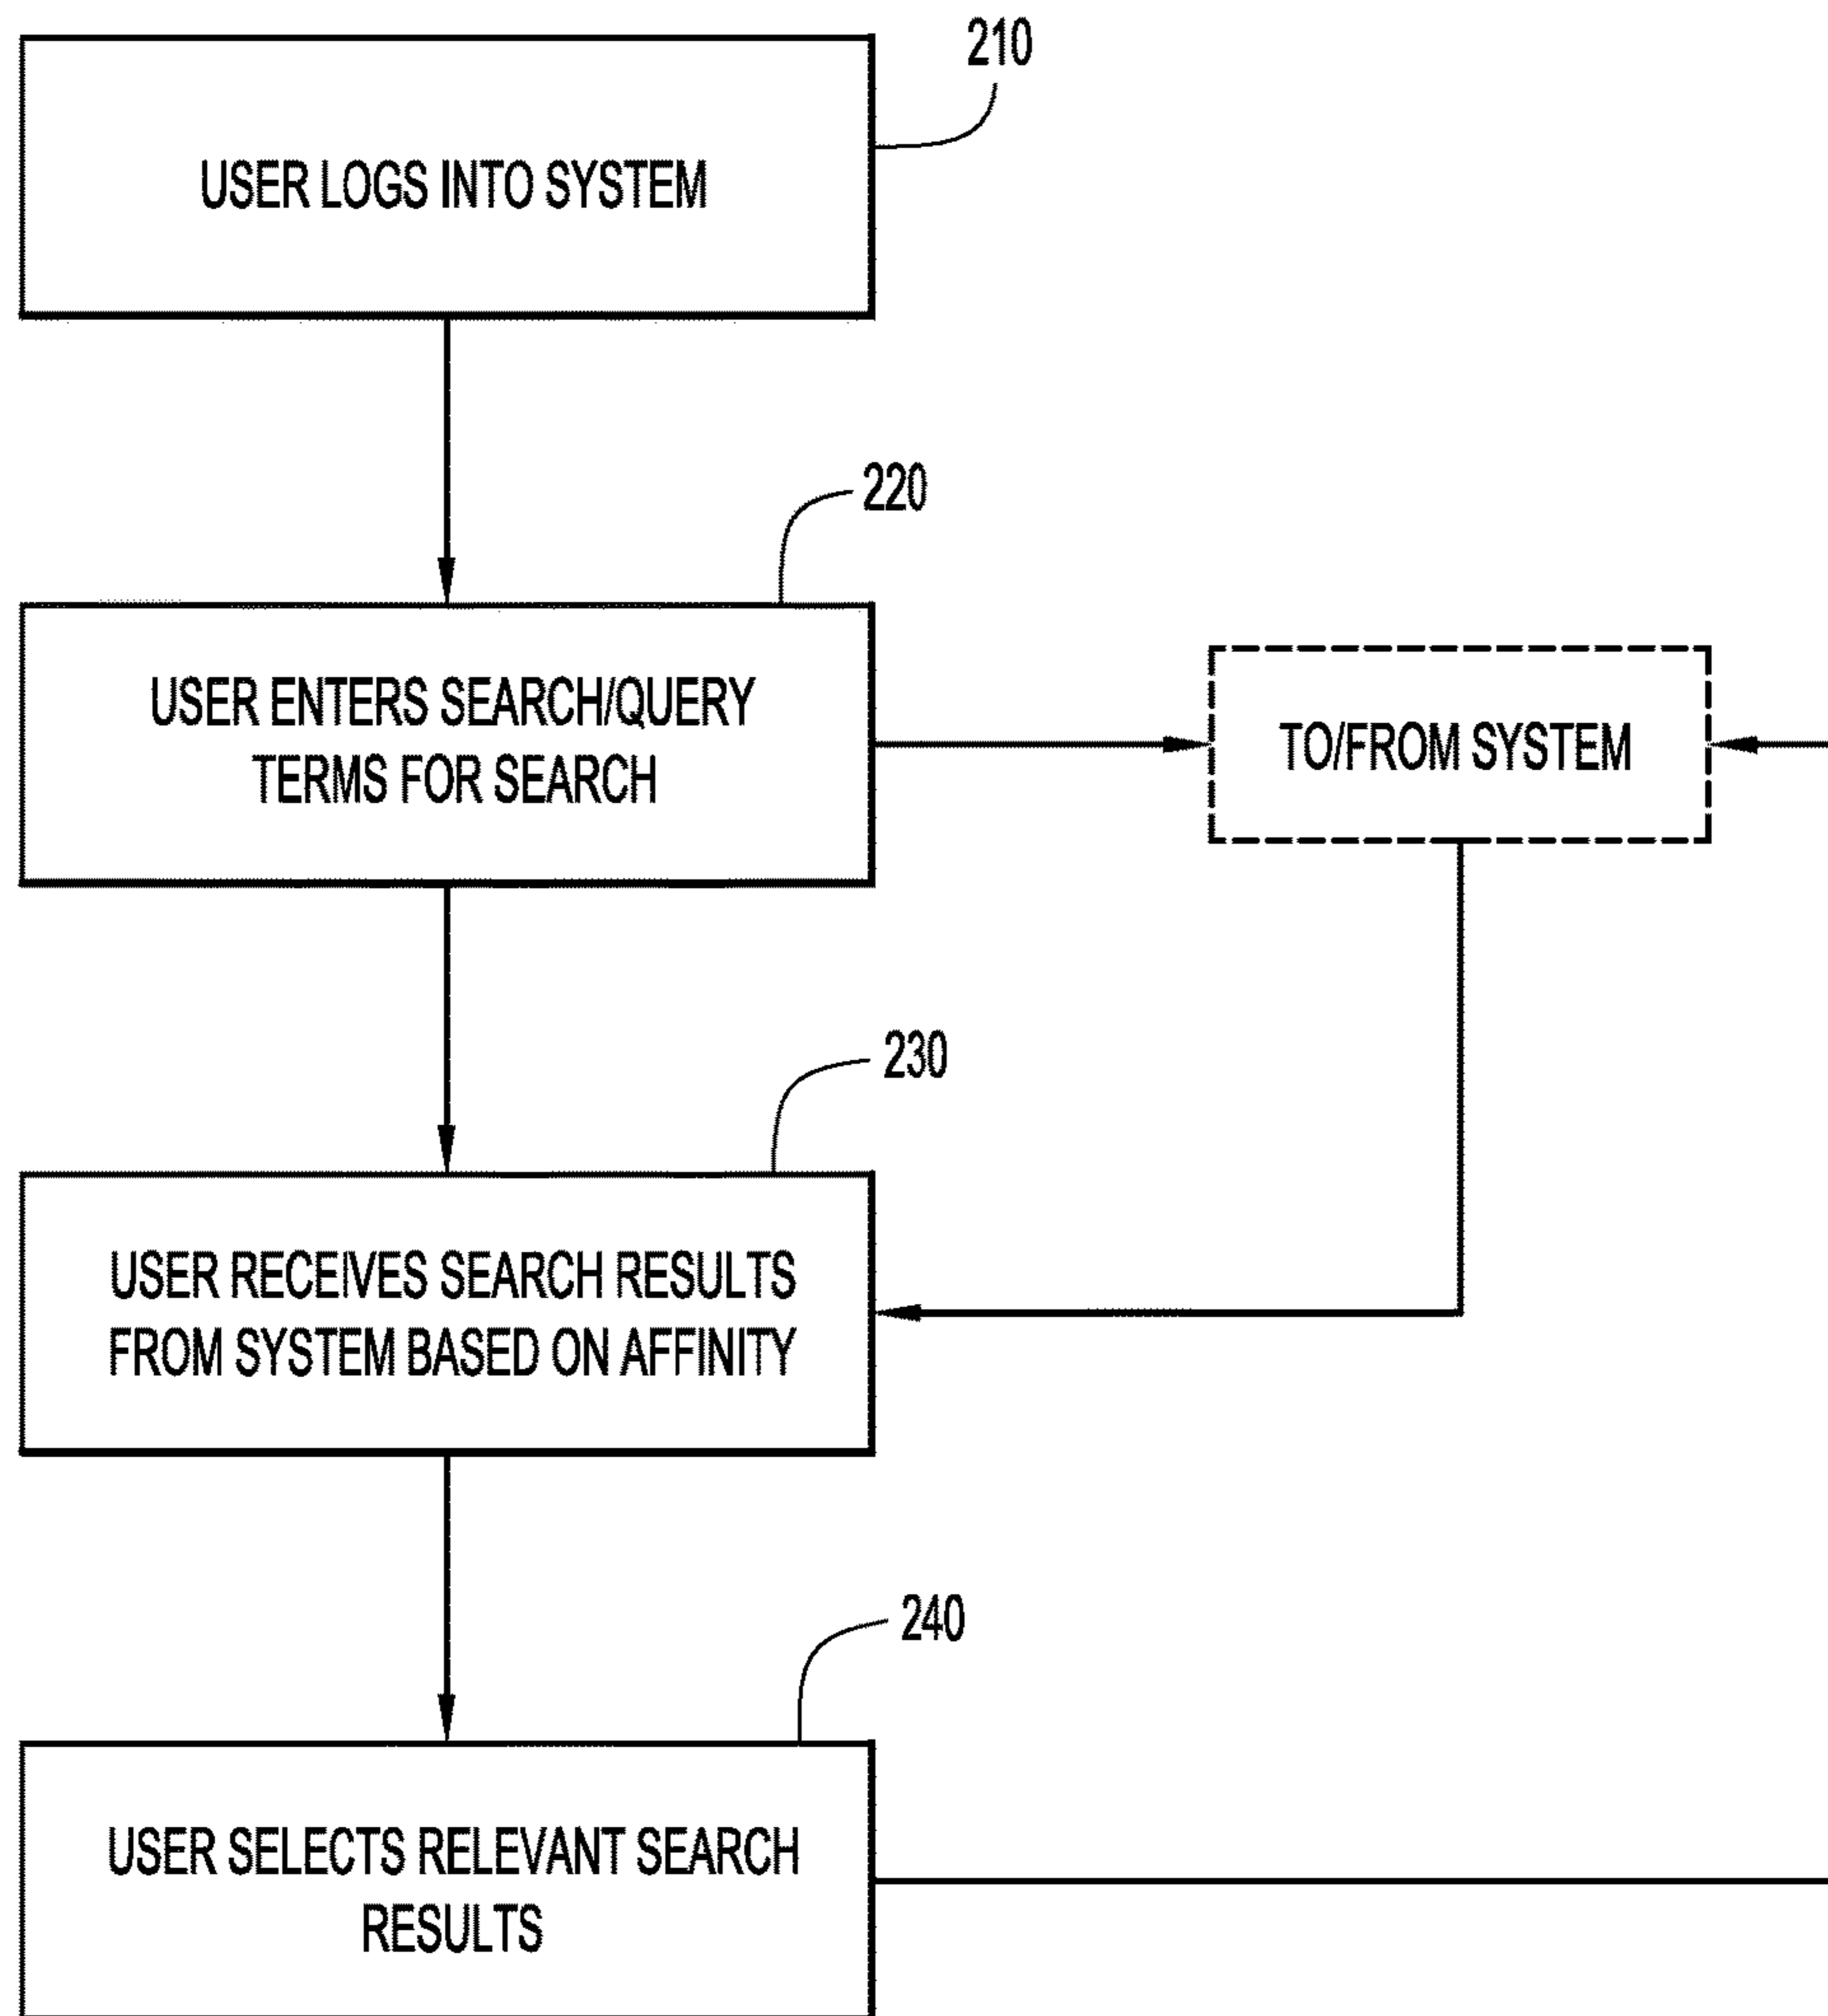 210
USER LOGS INTO SYSTEM
220
USER ENTERS SEARCH/QUERY
TERMS FOR SEARCH
TO/FROM SYSTEM
230
USER RECEIVES SEARCH RESULTS
FROM SYSTEM BASED ON AFFINITY
240
USER SELECTS RELEVANT SEARCH
RESULTS